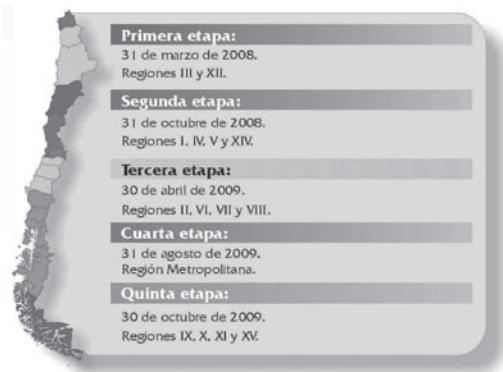 Primera etapa:
31 de marzo de 2008.
Regiones III y XII.
Segunda etapa:
31 de octubre de 2008.
Regiones I, IV, V y XIV.
Tercera etapa:
30 de abril de 2009.
Regiones II, VI, VII y VIII.
Cuarta etapa:
31 de agosto de 2009.
Región Metropolitana.
Quinta etapa:
30 de octubre de 2009.
Regiones IX, X, XI y XV.